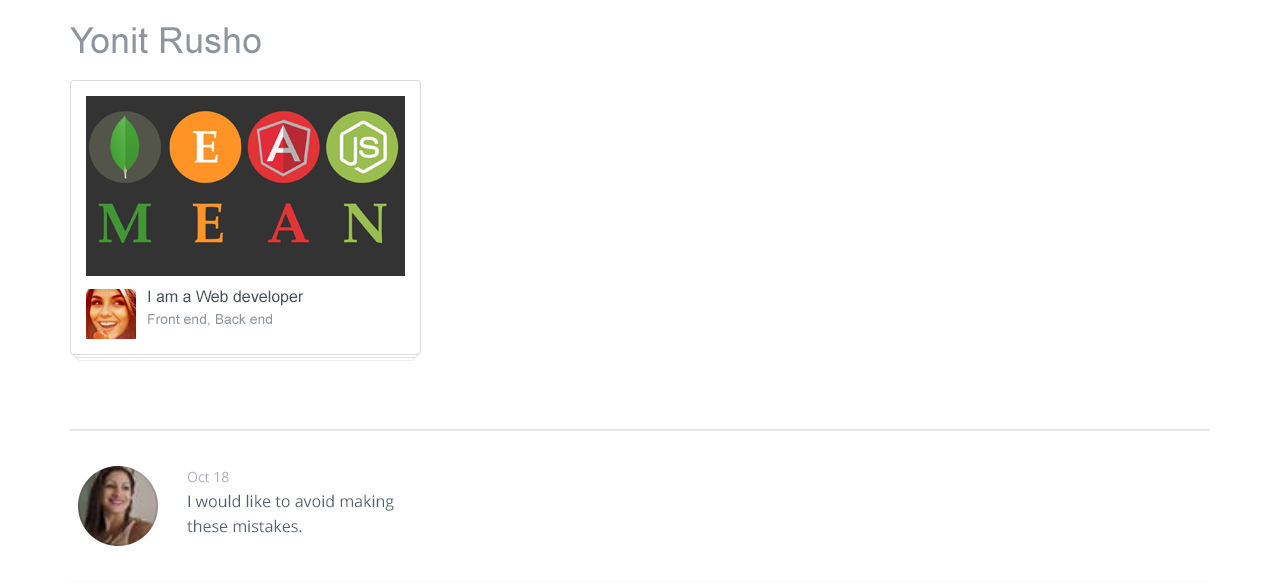 Yonit Rusho
E A JS
M E A N
I am a Web developer
Front end, Back end
Oct 18
I would like to avoid making
these mistakes.